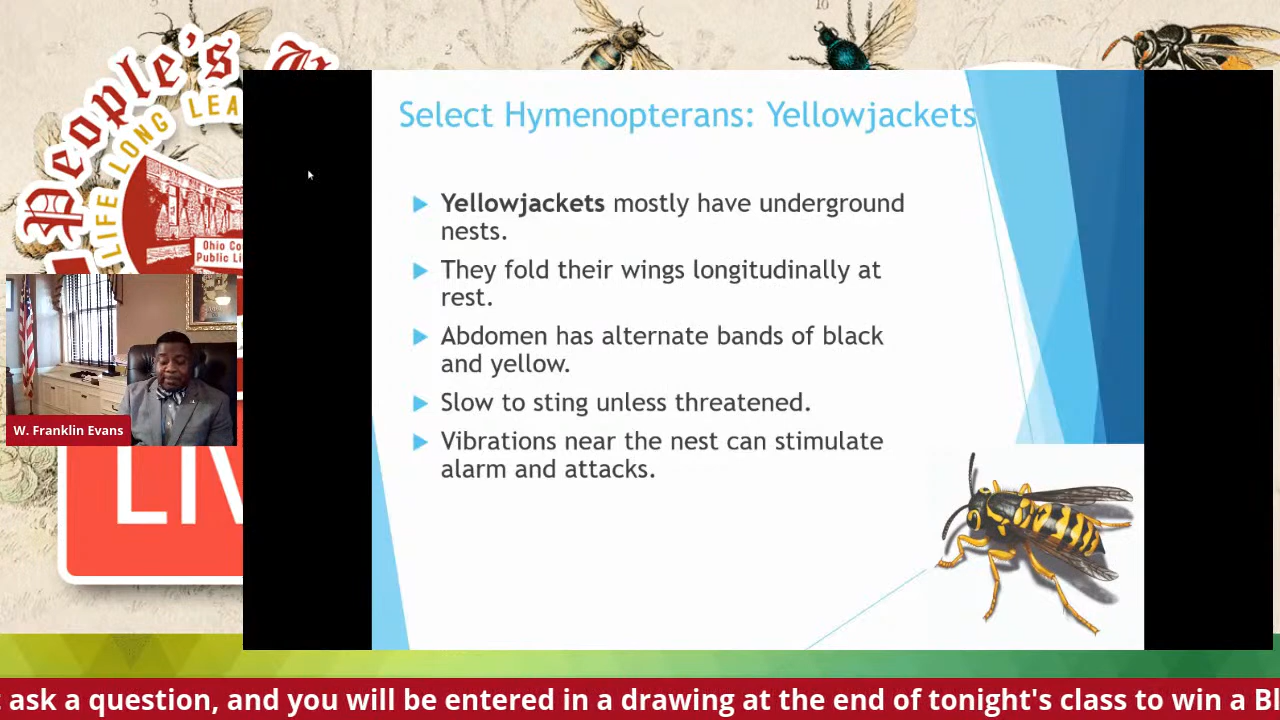 People's
LIFE LONG LEA
Ohio Co
Public Li
LIV
Select Hymenopterans: Yellowjackets
Yellowjackets mostly have underground
nests.
They fold their wings longitudinally at
rest.
Abdomen has alternate bands of black
and yellow.
Slow to sting unless threatened.
Vibrations near the nest can stimulate
alarm and attacks.
W. Franklin Evans
ask a question, and you will be entered in a drawing at the end of tonight's class to win a Bl